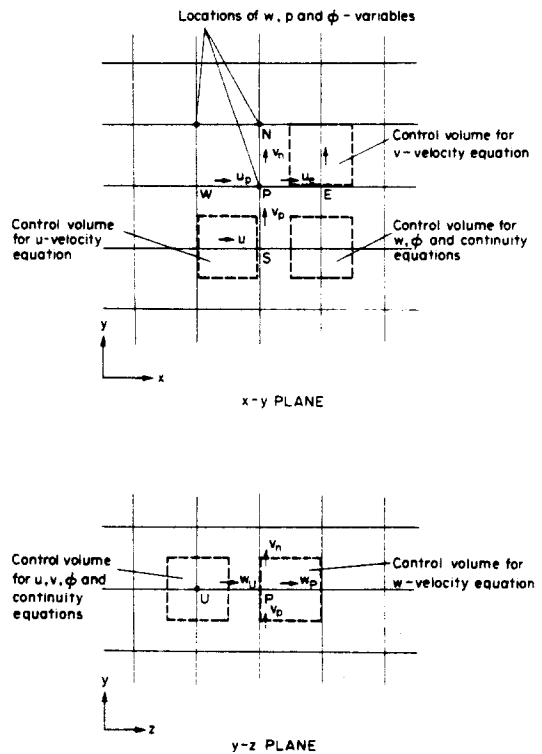 Locations of w, p and ϕ - variables
N
v_n
Control volume for
v - velocity equation
u_p
P
u_e
W
E
v_p
Control volume
for u-velocity
equation
u
S
Control volume for
w, ϕ and continuity
equations
y
x
x-y PLANE
Control volume
for u, v, ϕ and
continuity
equations
v_n
w_U
w_P
U
P
v_p
Control volume for
w-velocity equation
y
z
y-z PLANE